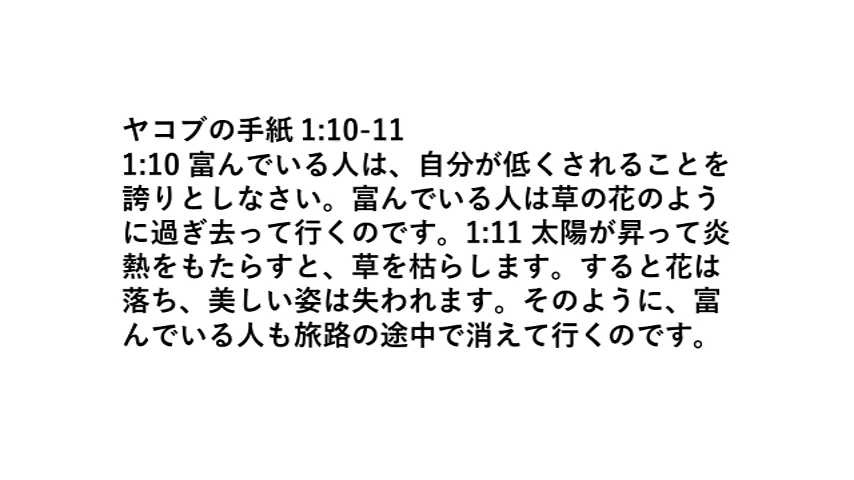 ヤコブの手紙 1:10-11
1:10 富んでいる人は、自分が低くされることを
誇りとしなさい。富んでいる人は草の花のよう
に過ぎ去って行くのです。1:11 太陽が昇って炎
熱をもたらすと、草を枯らします。すると花は
落ち、美しい姿は失われます。そのように、富
んでいる人も旅路の途中で消えて行くのです。